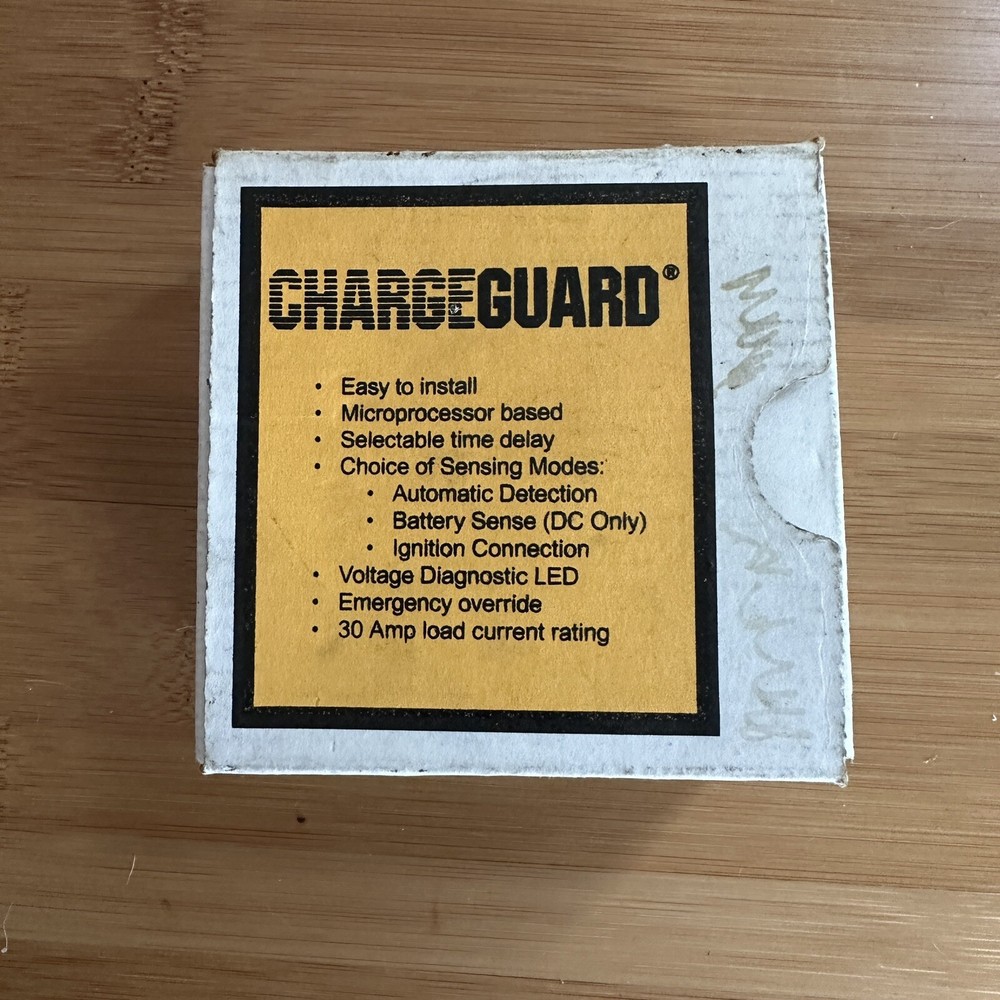 CHARGEGUARD®
• Easy to install
• Microprocessor based
• Selectable time delay
• Choice of Sensing Modes:
• Automatic Detection
• Battery Sense (DC Only)
• Ignition Connection
• Voltage Diagnostic LED
• Emergency override
• 30 Amp load current rating